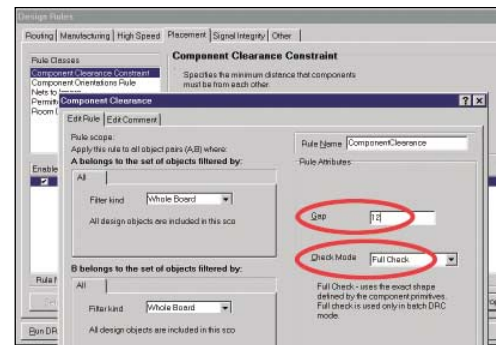 Design Rules
Routing Manufacturing High Speed Placement Signal Integrity Other
Rule Classes
Component Clearance Constraint
Component Orientations Rule
Nets to
Permit
Room
Component Clearance Constraint
Specifies the minimum distance that components
must be from each other.
Component Clearance
Edit Rule Edit Comment
Rule scope:
Apply this rule to all object pairs (A,B) where:
A belongs to the set of objects filtered by:
All
Filter kind Whole Board
All design objects are included in this sco
B belongs to the set of objects filtered by:
All
Filter kind Whole Board
All design objects are included in this sco
Rule Name ComponentClearance
Rule Attributes
Gap 12
Check Mode Full Check
Full Check - uses the exact shape
defined by the component primitives.
Full check is used only in batch DRC
mode.
Enable
Run DR